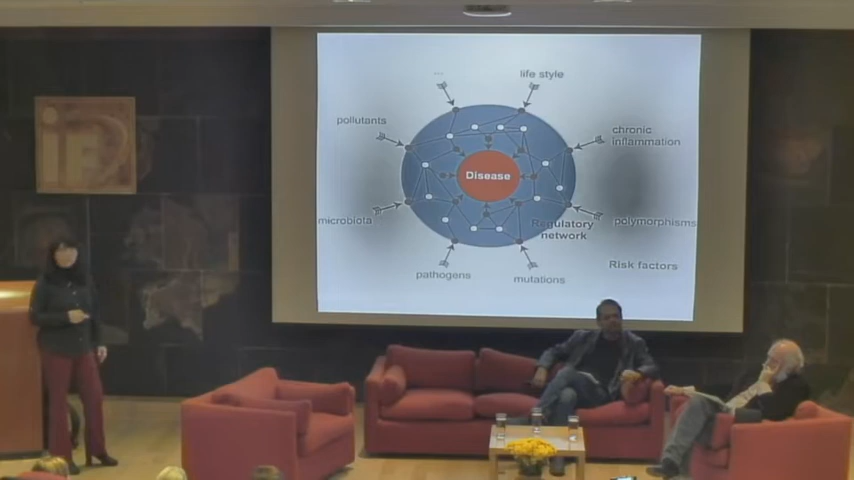 ...
life style
pollutants
chronic
inflammation
Disease
microbiota
Regulatory
network
polymorphisms
pathogens
mutations
Risk factors